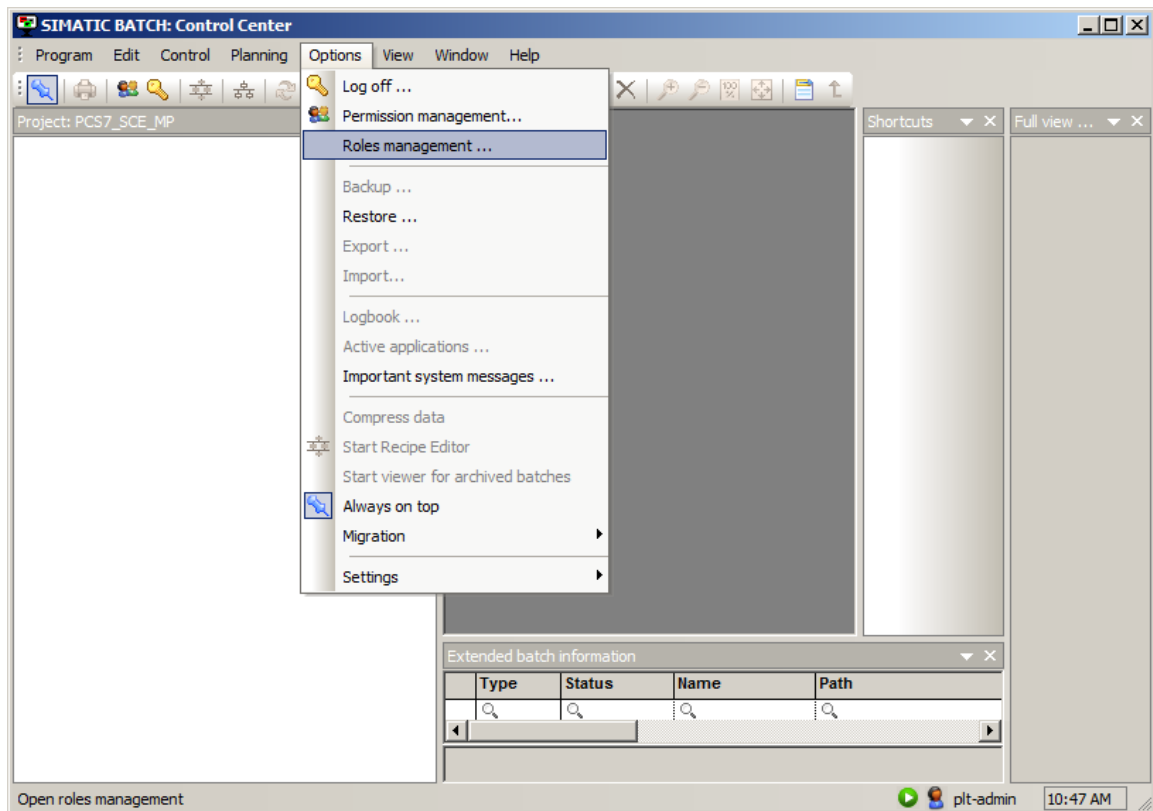 SIMATIC BATCH: Control Center
Program Edit Control Planning Options View Window Help
Project: PCS7_SCE_MP
Shortcuts
Full view ...
Log off ...
Permission management...
Roles management ...
Backup ...
Restore ...
Export ...
Import...
Logbook ...
Active applications ...
Important system messages ...
Compress data
Start Recipe Editor
Start viewer for archived batches
Always on top
Migration
Settings
Extended batch information
Type Status Name Path
Open roles management
plt-admin 10:47 AM